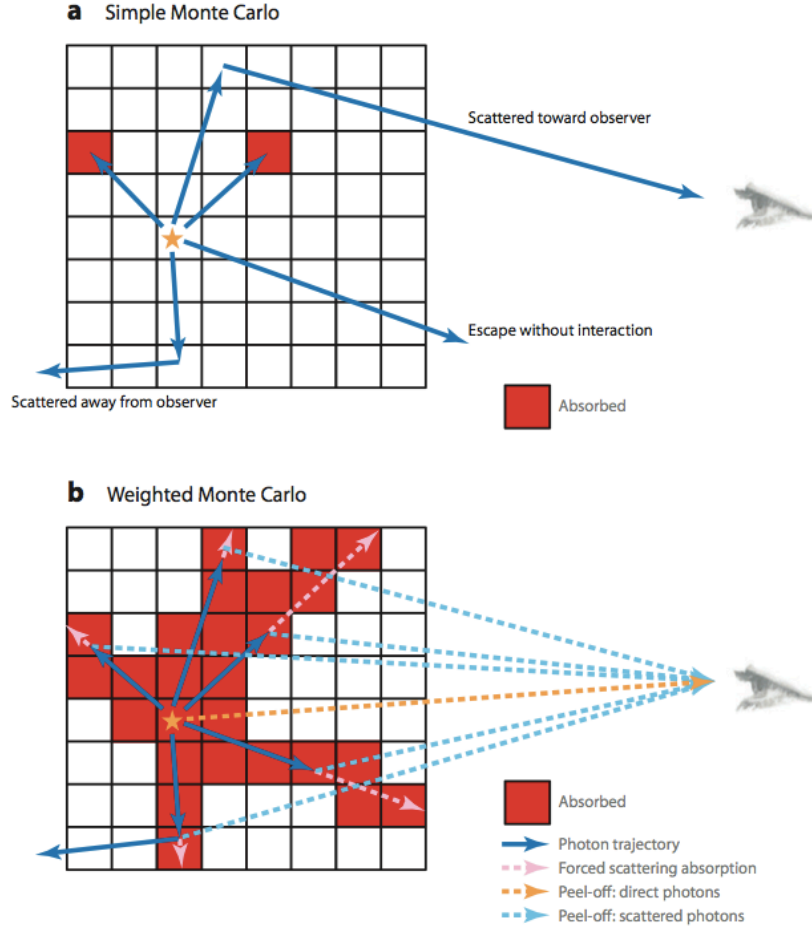 a Simple Monte Carlo
Scattered toward observer
Escape without interaction
Scattered away from observer
Absorbed
b Weighted Monte Carlo
Absorbed
Photon trajectory
Forced scattering absorption
Peel-off: direct photons
Peel-off: scattered photons